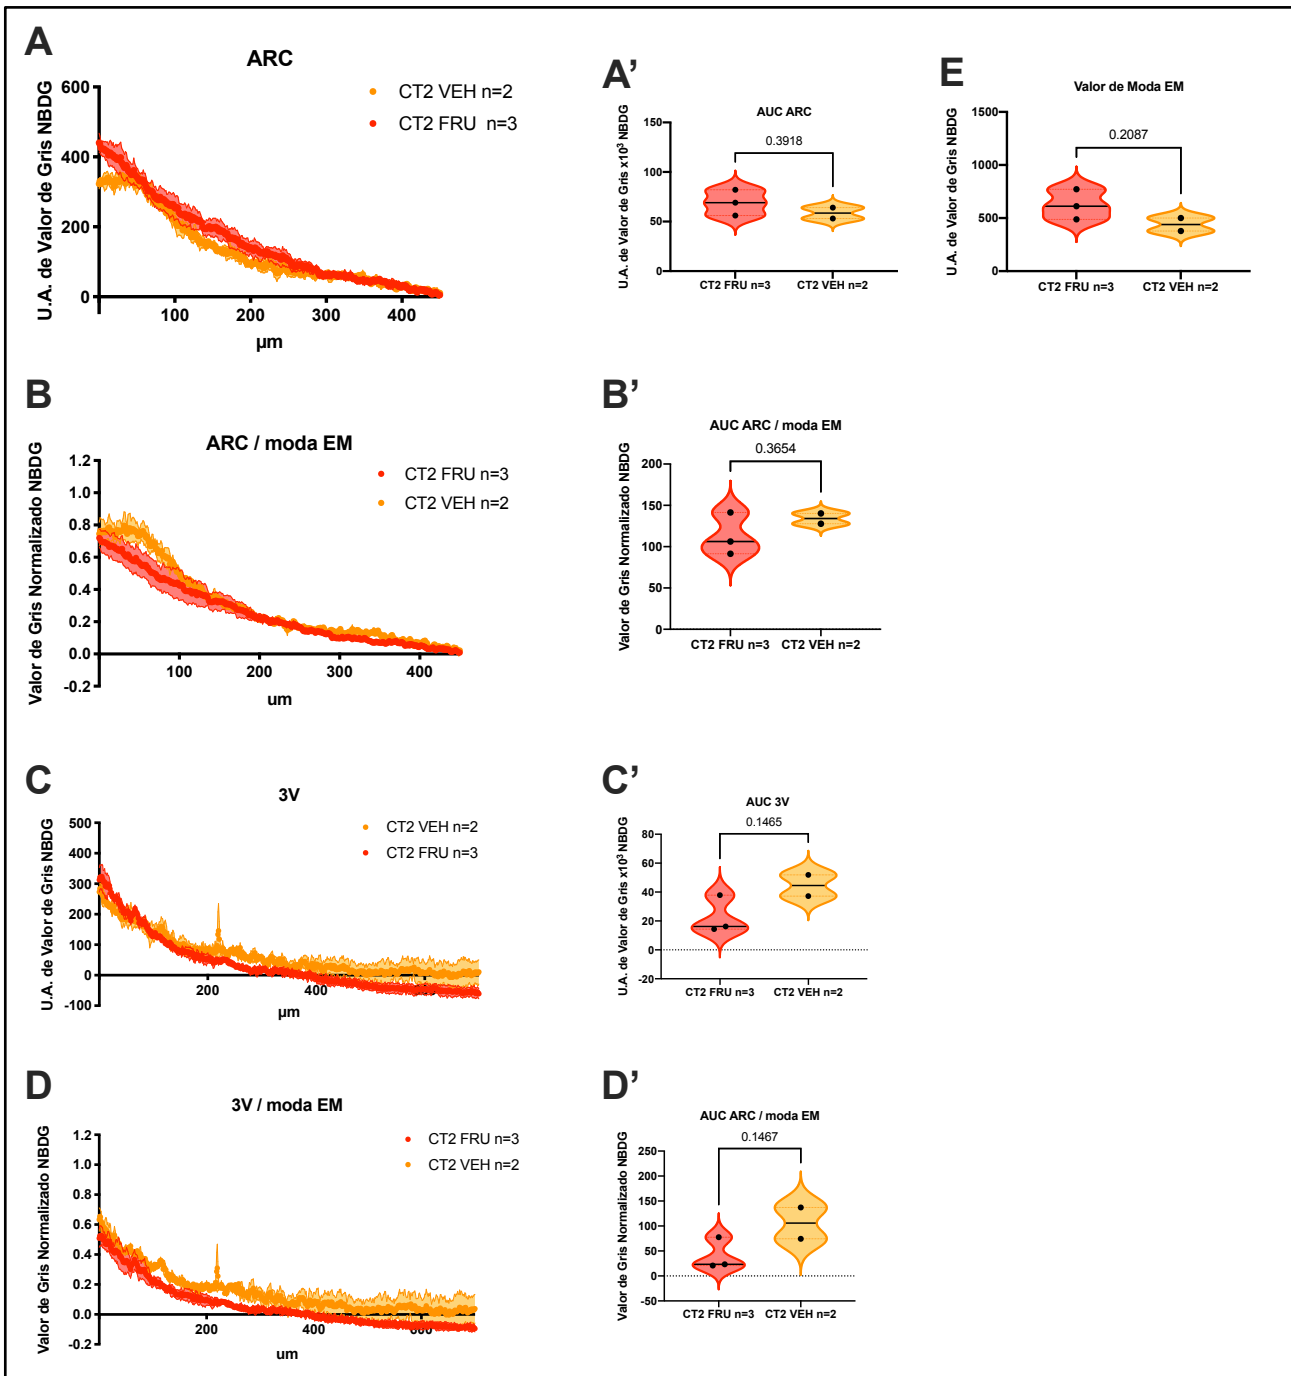 A
ARC
U.A. de Valor de Gris NBDG
600
400
200
0
100
200
300
400
µm
CT2 VEH n=2
CT2 FRU n=3
A'
AUC ARC
U.A. de Valor de Gris x10³ NBDG
150
100
50
0
0.3918
CT2 FRU n=3
CT2 VEH n=2
E
Valor de Moda EM
U.A. de Valor de Gris NBDG
1500
1000
500
0
0.2087
CT2 FRU n=3
CT2 VEH n=2
B
ARC / moda EM
Valor de Gris Normalizado NBDG
1.2
1.0
0.8
0.6
0.4
0.2
0.0
-0.2
100
200
300
400
um
CT2 FRU n=3
CT2 VEH n=2
B'
AUC ARC / moda EM
Valor de Gris Normalizado NBDG
200
150
100
50
0
0.3654
CT2 FRU n=3
CT2 VEH n=2
C
3V
U.A. de Valor de Gris NBDG
500
400
300
200
100
0
-100
200
400
µm
CT2 VEH n=2
CT2 FRU n=3
C'
AUC 3V
U.A. de Valor de Gris x10³ NBDG
80
60
40
20
0
-20
0.1465
CT2 FRU n=3
CT2 VEH n=2
D
3V / moda EM
Valor de Gris Normalizado NBDG
1.2
1.0
0.8
0.6
0.4
0.2
0.0
-0.2
200
400
600
um
CT2 FRU n=3
CT2 VEH n=2
D'
AUC ARC / moda EM
Valor de Gris Normalizado NBDG
250
200
150
100
50
0
-50
0.1467
CT2 FRU n=3
CT2 VEH n=2